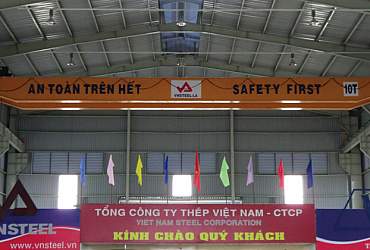 AN TOÀN TRÊN HẾT
VNSTEEL-LA
SAFETY FIRST
10T
TỔNG CÔNG TY THÉP VIỆT NAM - CTCP
VIET NAM STEEL CORPORATION
KÍNH CHÀO QUÝ KHÁCH
NSTEEL
www.vnsteel.vn